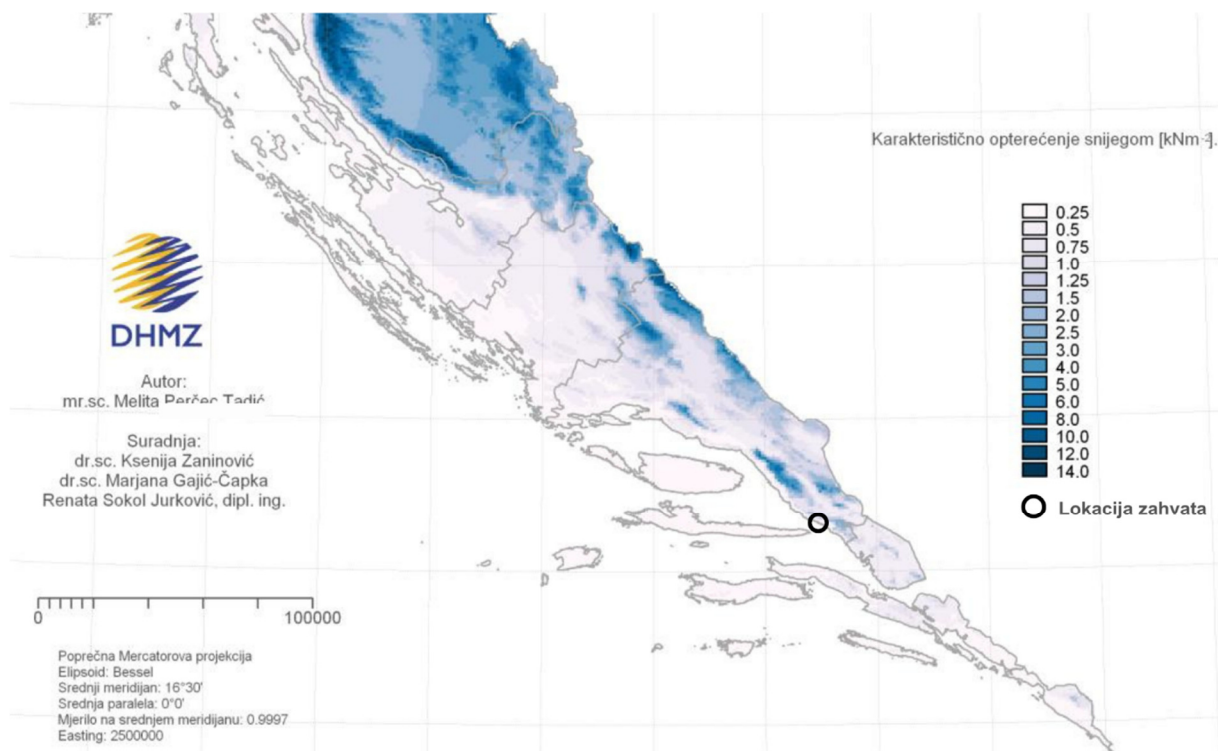 Karakteristično opterećenje snijegom [kNm-2].
0.25
0.5
0.75
1.0
1.25
1.5
2.0
2.5
3.0
4.0
5.0
6.0
8.0
10.0
12.0
14.0
Lokacija zahvata
DHMZ
Autor:
mr.sc. Melita Perčec Tadić
Suradnja:
dr.sc. Ksenija Zaninović
dr.sc. Marjana Gajić-Čapka
Renata Sokol Jurković, dipl. ing.
0 100000
Poprečna Mercatorova projekcija
Elipsoid: Bessel
Srednji meridijan: 16°30'
Srednja paralela: 0°0'
Mjerilo na srednjem meridijanu: 0.9997
Easting: 2500000